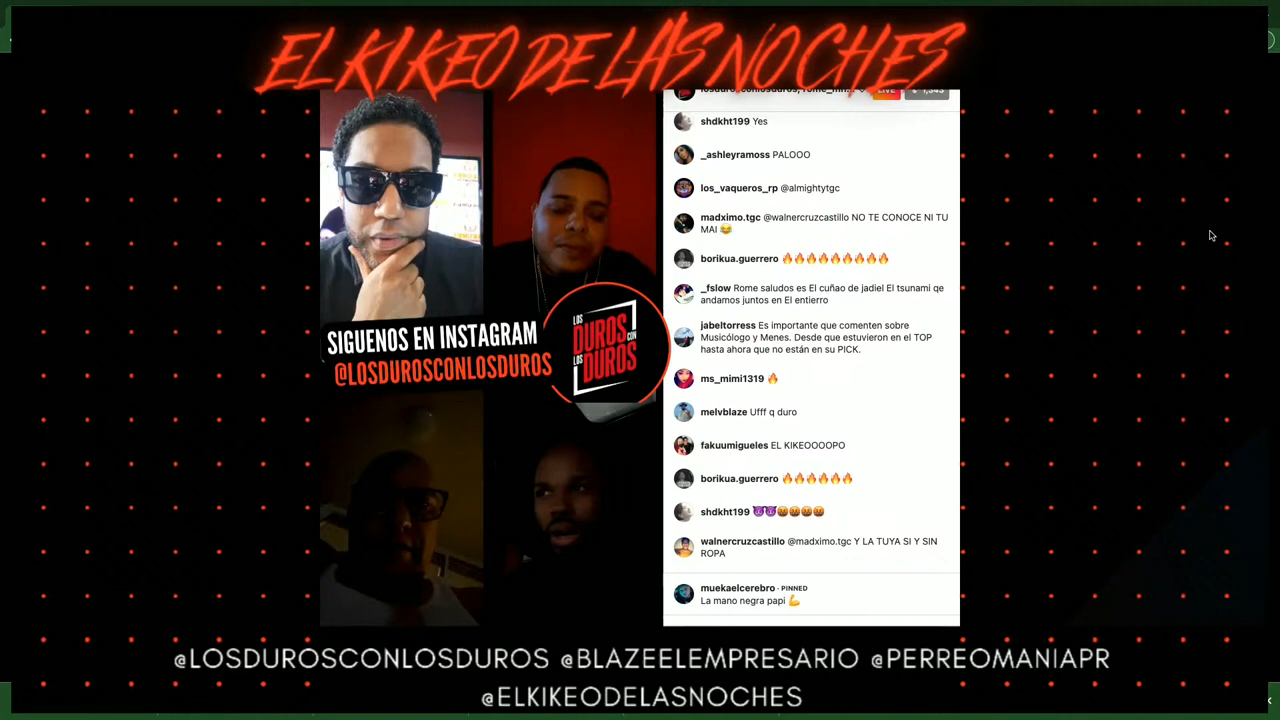 EL KIKEO DE LAS NOCHES
LIVE
1,343
shdkht199 Yes
_ashleyramoss PALOOO
los_vaqueros_rp @almightytgc
madximo.tgc @walnercruzcastillo NO TE CONOCE NI TU
MAI 😂
borikua.guerrero 🔥🔥🔥🔥🔥🔥🔥🔥🔥
_fslow Rome saludos es El cuñao de jadiel El tsunami qe
andamos juntos en El entierro
jabeltorress Es importante que comenten sobre
Musicólogo y Menes. Desde que estuvieron en el TOP
hasta ahora que no están en su PICK.
ms_mimi1319 🔥
melvblaze Ufff q duro
fakuumigueles EL KIKEOOOOPO
borikua.guerrero 🔥🔥🔥🔥🔥🔥
shdkht199 😈😈🤬🤬🤬🤬
walnercruzcastillo @madximo.tgc Y LA TUYA SI Y SIN
ROPA
muekaelcerebro · PINNED
La mano negra papi 💪
SIGUENOS EN INSTAGRAM
@LOSDUROSCONLOSDUROS
LOS
DUROS
CON
LOS
DUROS
@LOSDUROSCONLOSDUROS @BLAZEELEMPRESARIO @PERREOMANIAPR
@ELKIKEODELASNOCHES